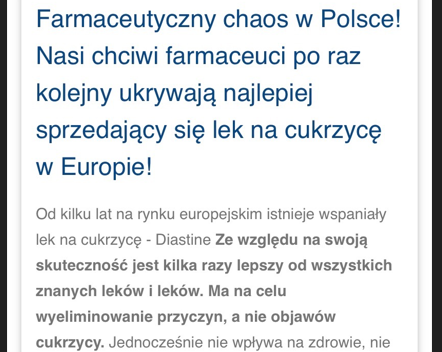 Farmaceutyczny chaos w Polsce!
Nasi chciwi farmaceuci po raz
kolejny ukrywają najlepiej
sprzedający się lek na cukrzycę
w Europie!
Od kilku lat na rynku europejskim istnieje wspaniały
lek na cukrzycę - Diastine Ze względu na swoją
skuteczność jest kilka razy lepszy od wszystkich
znanych leków i leków. Ma na celu
wyeliminowanie przyczyn, a nie objawów
cukrzycy. Jednocześnie nie wpływa na zdrowie, nie